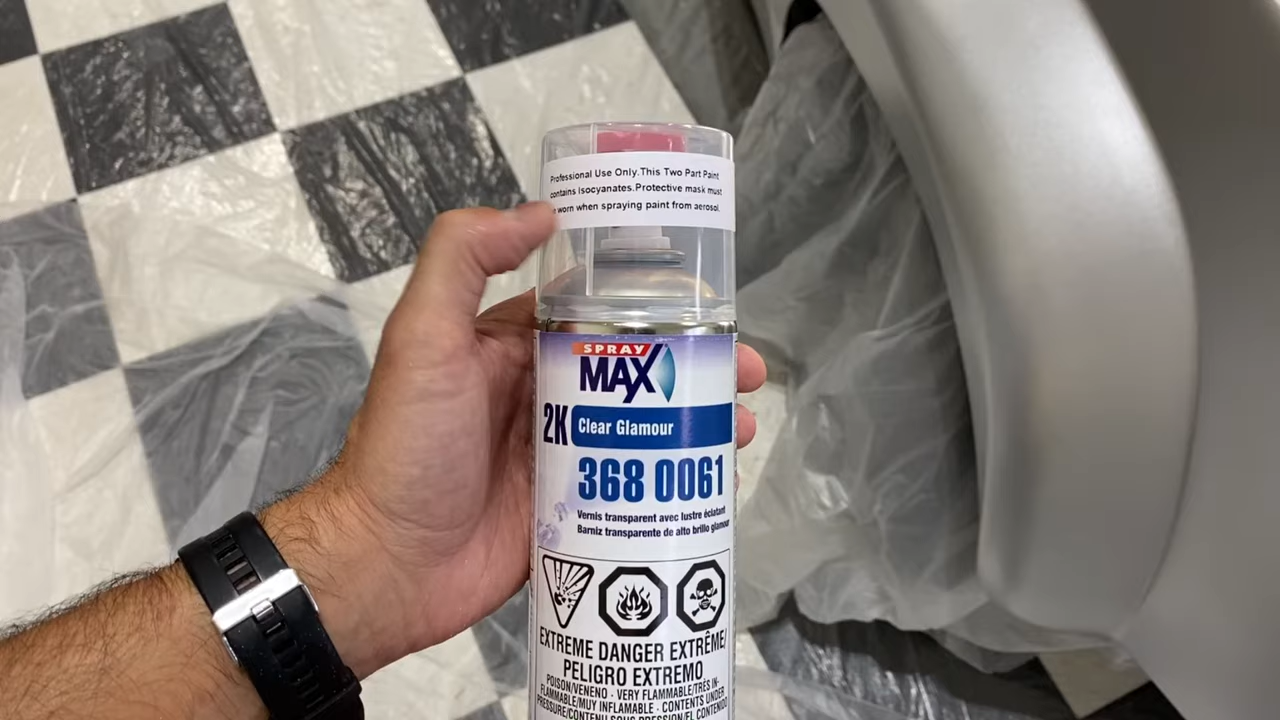 Professional Use Only.This Two Part Paint
contains Isocyanates.Protective mask must
worn when spraying paint from aerosol.
SPRAY
MAX
2K Clear Glamour
368 0061
Vernis transparent avec lustre éclatant
Barniz transparente de alto brillo glamour
EXTREME DANGER EXTRÊME/
PELIGRO EXTREMO
POISON/VENENO - VERY FLAMMABLE/TRÈS IN-
FLAMMABLE/MUY INFLAMABLE - CONTENTS UNDER
PRESSURE/CONTENU SOUS PRESSION/EL CONTENIDO